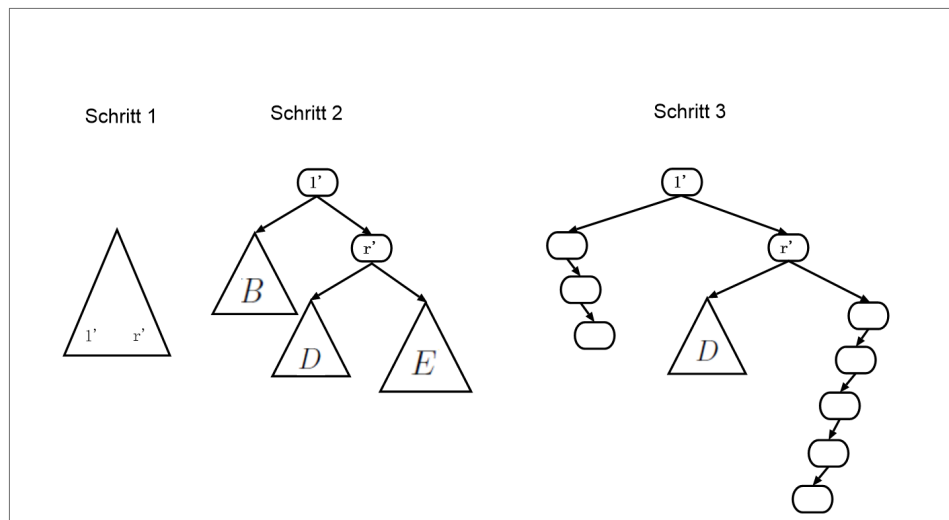 Schritt 1
Schritt 2
Schritt 3
l'
l'
r'
r'
B
D
E
D
l' r'